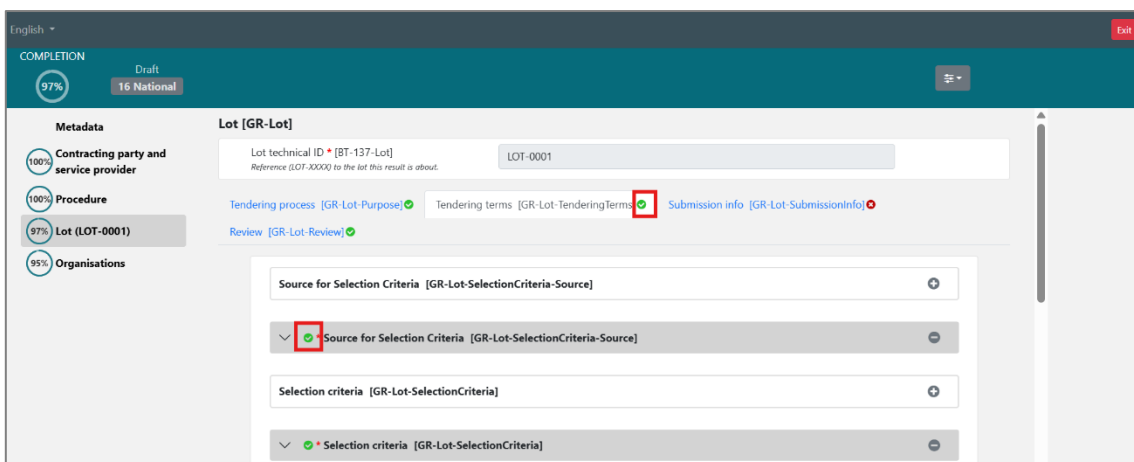 English
Exit
COMPLETION
97%
Draft
16 National
Metadata
100%
Contracting party and
service provider
100%
Procedure
97%
Lot (LOT-0001)
95%
Organisations
Lot [GR-Lot]
Lot technical ID * [BT-137-Lot]
Reference (LOT-XXXX) to the lot this result is about.
LOT-0001
Tendering process [GR-Lot-Purpose]
Tendering terms [GR-Lot-TenderingTerms
Submission info [GR-Lot-SubmissionInfo]
Review [GR-Lot-Review]
Source for Selection Criteria [GR-Lot-SelectionCriteria-Source]
* Source for Selection Criteria [GR-Lot-SelectionCriteria-Source]
Selection criteria [GR-Lot-SelectionCriteria]
* Selection criteria [GR-Lot-SelectionCriteria]